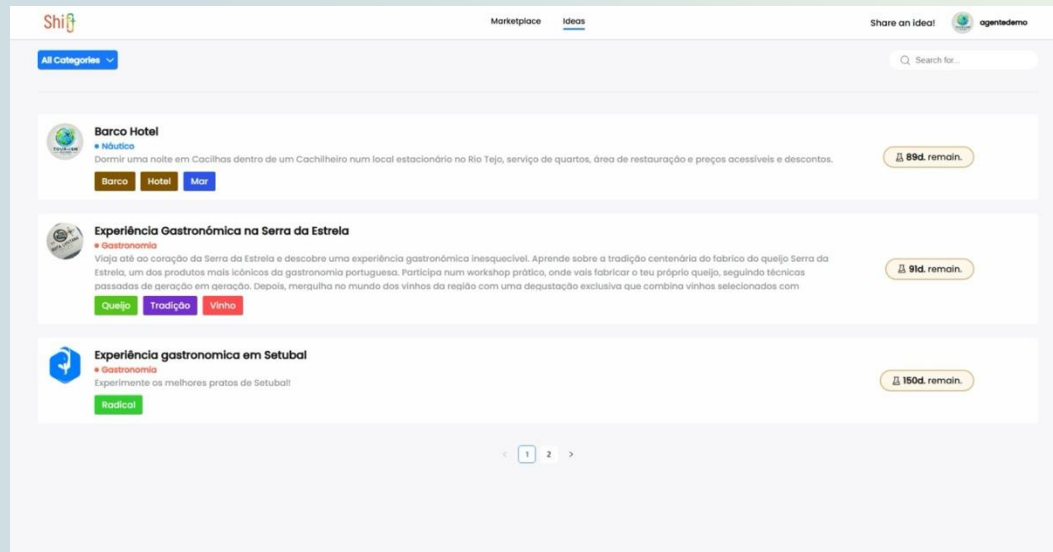 Shift
Marketplace
Ideas
Share an idea!
agentedemo
All Categories
Search for...
Barco Hotel
Náutico
Dormir uma noite em Cacilhas dentro de um Cachilheiro num local estacionário no Rio Tejo, serviço de quartos, área de restauração e preços acessíveis e descontos.
Barco
Hotel
Mar
89d. remain.
Experiência Gastronómica na Serra da Estrela
Gastronomia
Viaja até ao coração da Serra da Estrela e descobre uma experiência gastronómica inesquecível. Aprende sobre a tradição centenária do fabrico do queijo Serra da
Estrela, um dos produtos mais icónicos da gastronomia portuguesa. Participa num workshop prático, onde vais fabricar o teu próprio queijo, seguindo técnicas
passadas de geração em geração. Depois, mergulha no mundo dos vinhos da região com uma degustação exclusiva que combina vinhos selecionados com
Queijo
Tradição
Vinho
91d. remain.
Experiência gastronomica em Setubal
Gastronomia
Experimente os melhores pratos de Setubal!
Radical
150d. remain.
1
2